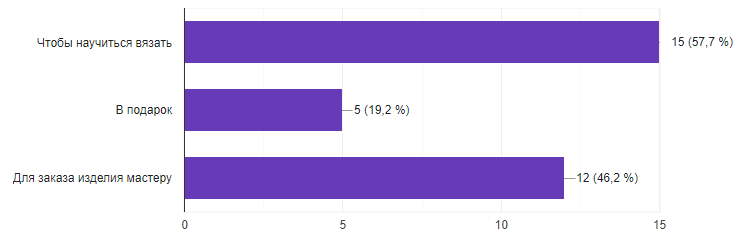 Чтобы научиться вязать
15 (57,7 %)
В подарок
5 (19,2 %)
Для заказа изделия мастеру
12 (46,2 %)
0
5
10
15